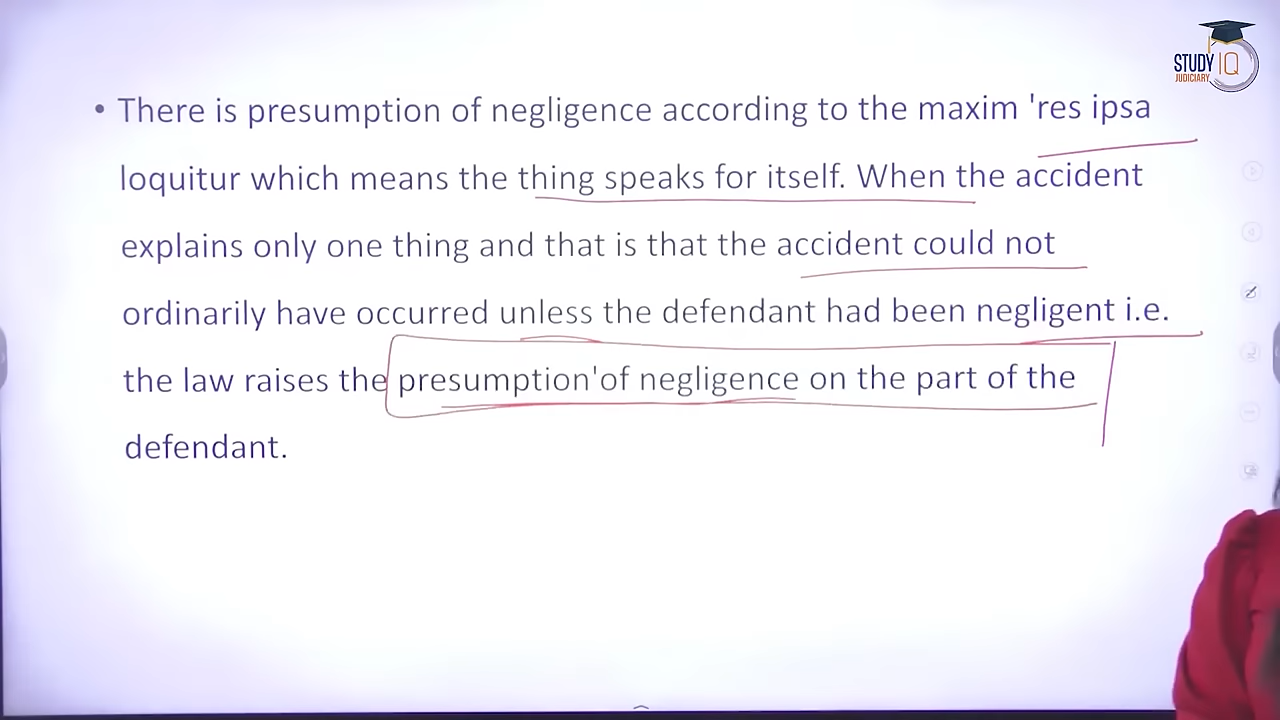 STUDY IQ
JUDICIARY
• There is presumption of negligence according to the maxim 'res ipsa
loquitur which means the thing speaks for itself. When the accident
explains only one thing and that is that the accident could not
ordinarily have occurred unless the defendant had been negligent i.e.
the law raises the presumption'of negligence on the part of the
defendant.